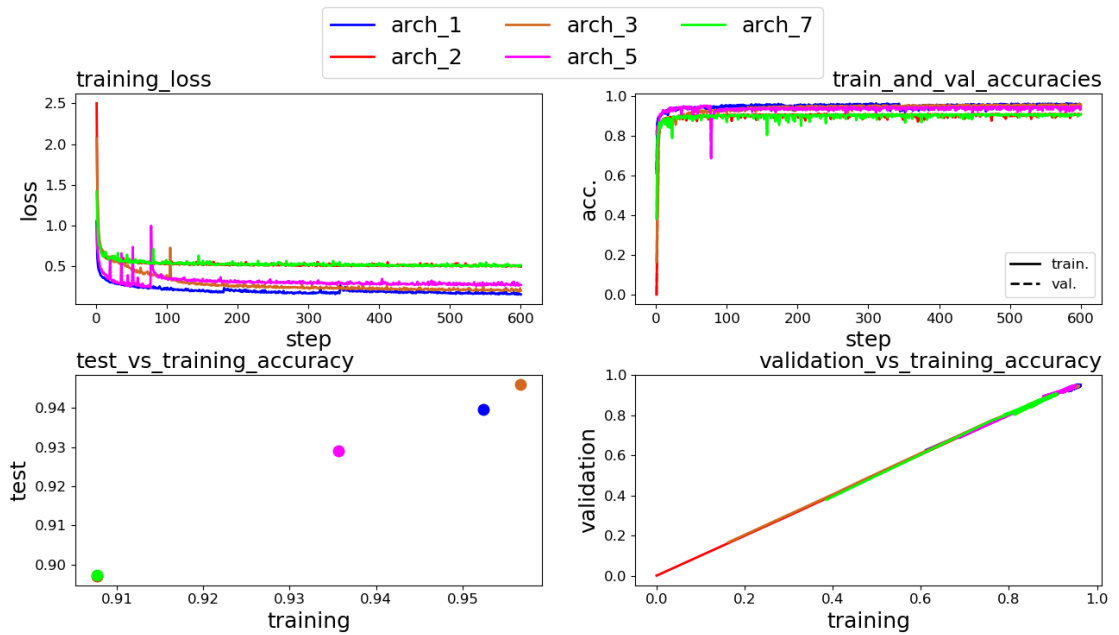 arch_1 arch_3 arch_7
arch_2 arch_5
training_loss
2.5
2.0
1.5
1.0
0.5
loss
0 100 200 300 400 500 600
step
train_and_val_accuracies
1.0
0.8
0.6
0.4
0.2
0.0
acc.
train.
val.
0 100 200 300 400 500 600
step
test_vs_training_accuracy
0.94
0.93
0.92
0.91
0.90
test
0.91 0.92 0.93 0.94 0.95
training
validation_vs_training_accuracy
1.0
0.8
0.6
0.4
0.2
0.0
validation
0.0 0.2 0.4 0.6 0.8 1.0
training